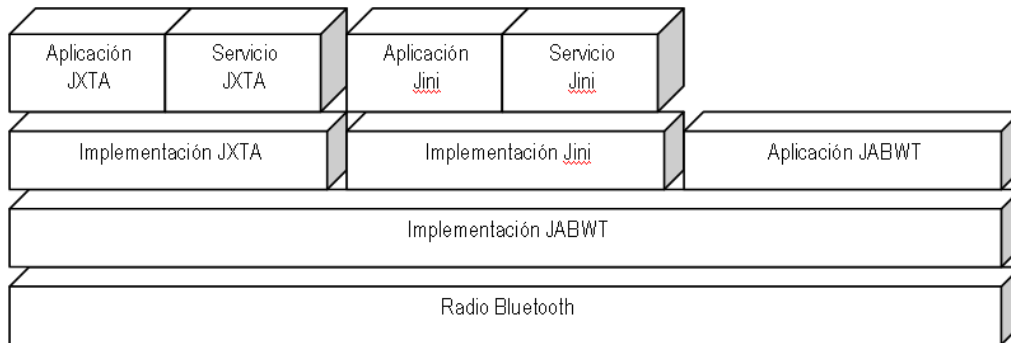 Aplicación
JXTA
Servicio
JXTA
Aplicación
Jini
Servicio
Jini
Implementación JXTA
Implementación Jini
Aplicación JABWT
Implementación JABWT
Radio Bluetooth